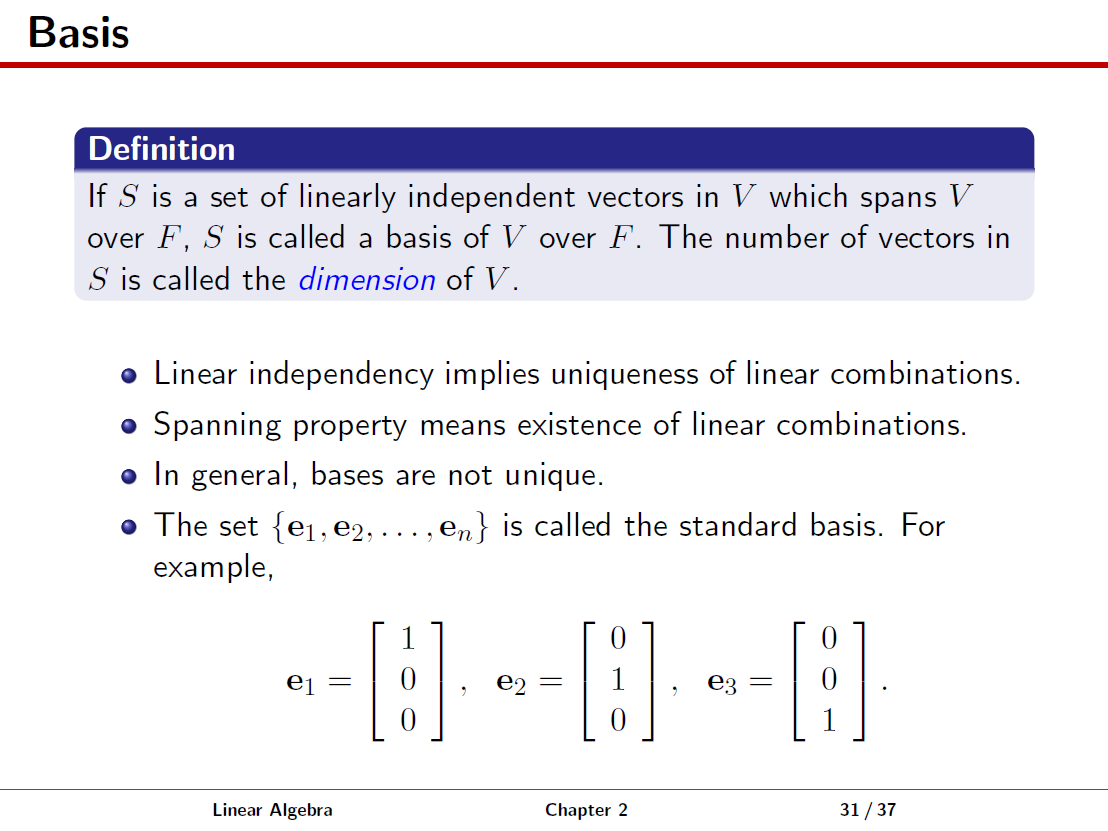 Basis
Definition
If S is a set of linearly independent vectors in V which spans V
over F, S is called a basis of V over F. The number of vectors in
S is called the dimension of V.
Linear independency implies uniqueness of linear combinations.
Spanning property means existence of linear combinations.
In general, bases are not unique.
The set {e₁, e₂, . . . , eₙ} is called the standard basis. For
example,
e₁ = [1 0 0], e₂ = [0 1 0], e₃ = [0 0 1].
Linear Algebra Chapter 2 31 / 37